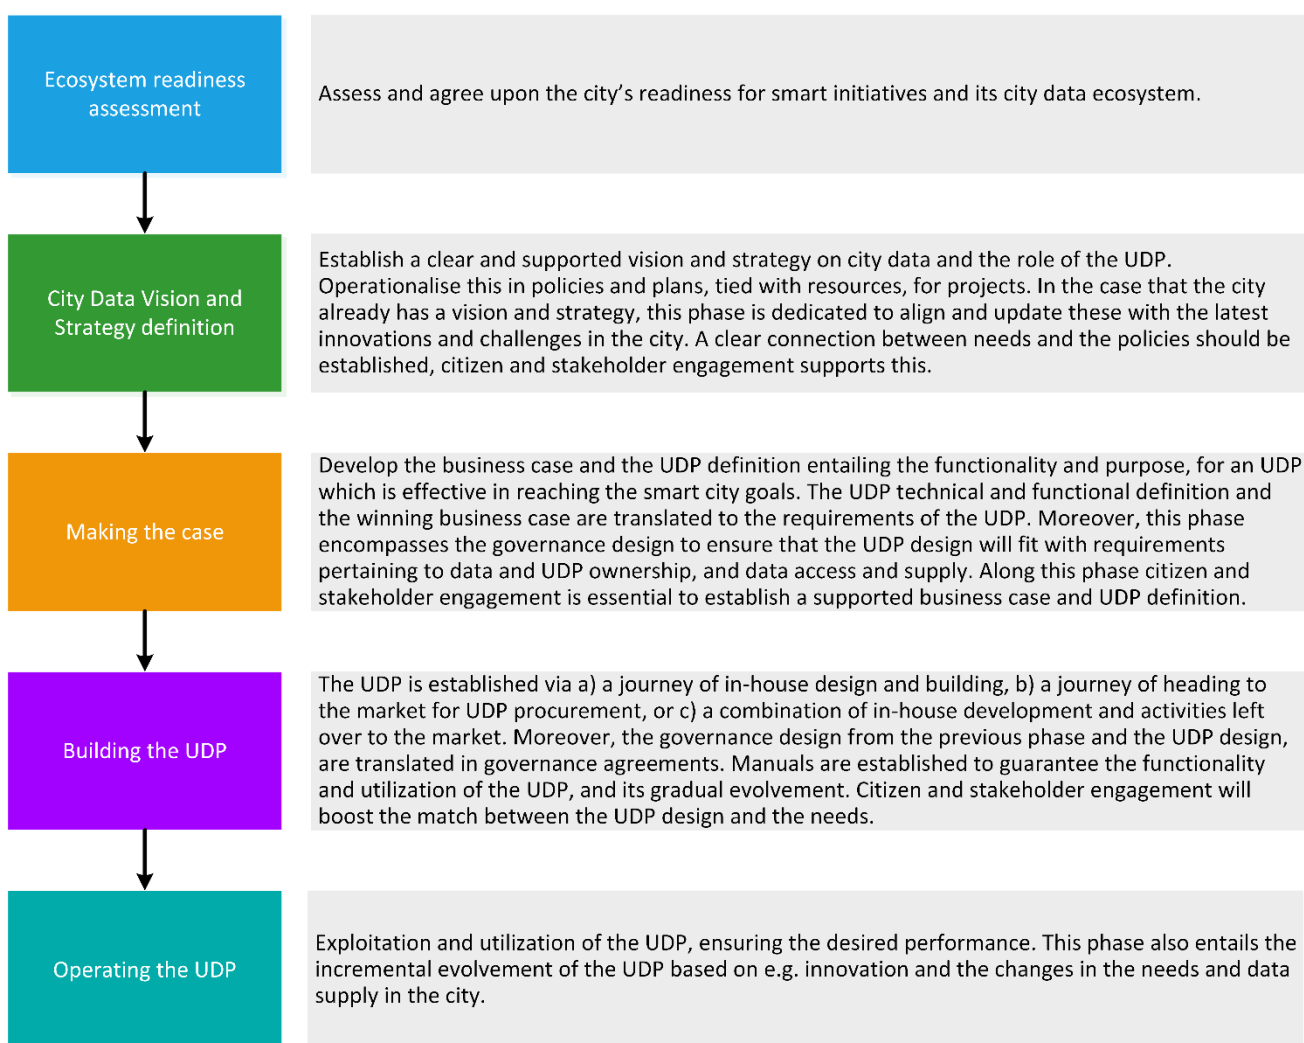 Ecosystem readiness
assessment
Assess and agree upon the city’s readiness for smart initiatives and its city data ecosystem.
City Data Vision and
Strategy definition
Establish a clear and supported vision and strategy on city data and the role of the UDP.
Operationalise this in policies and plans, tied with resources, for projects. In the case that the city
already has a vision and strategy, this phase is dedicated to align and update these with the latest
innovations and challenges in the city. A clear connection between needs and the policies should be
established, citizen and stakeholder engagement supports this.
Making the case
Develop the business case and the UDP definition entailing the functionality and purpose, for an UDP
which is effective in reaching the smart city goals. The UDP technical and functional definition and
the winning business case are translated to the requirements of the UDP. Moreover, this phase
encompasses the governance design to ensure that the UDP design will fit with requirements
pertaining to data and UDP ownership, and data access and supply. Along this phase citizen and
stakeholder engagement is essential to establish a supported business case and UDP definition.
Building the UDP
The UDP is established via a) a journey of in-house design and building, b) a journey of heading to
the market for UDP procurement, or c) a combination of in-house development and activities left
over to the market. Moreover, the governance design from the previous phase and the UDP design,
are translated in governance agreements. Manuals are established to guarantee the functionality
and utilization of the UDP, and its gradual evolvement. Citizen and stakeholder engagement will
boost the match between the UDP design and the needs.
Operating the UDP
Exploitation and utilization of the UDP, ensuring the desired performance. This phase also entails the
incremental evolvement of the UDP based on e.g. innovation and the changes in the needs and data
supply in the city.